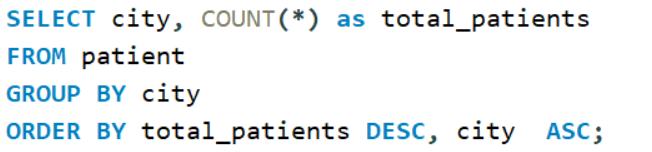 SELECT city, COUNT(*) as total_patients
FROM patient
GROUP BY city
ORDER BY total_patients DESC, city  ASC;